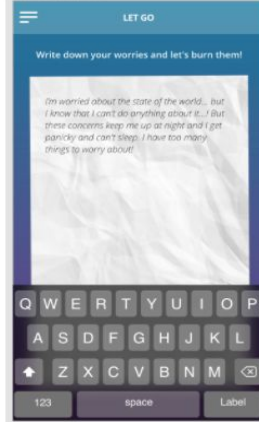 LET GO
Write down your worries and let's burn them!
I'm worried about the state of the world... but
I know that I can't do anything about it...! But
these concerns keep me up at night and I get
panicky and can't sleep. I have too many
things to worry about!
Q W E R T Y U I O P
A S D F G H J K L
Z X C V B N M
123 space Label